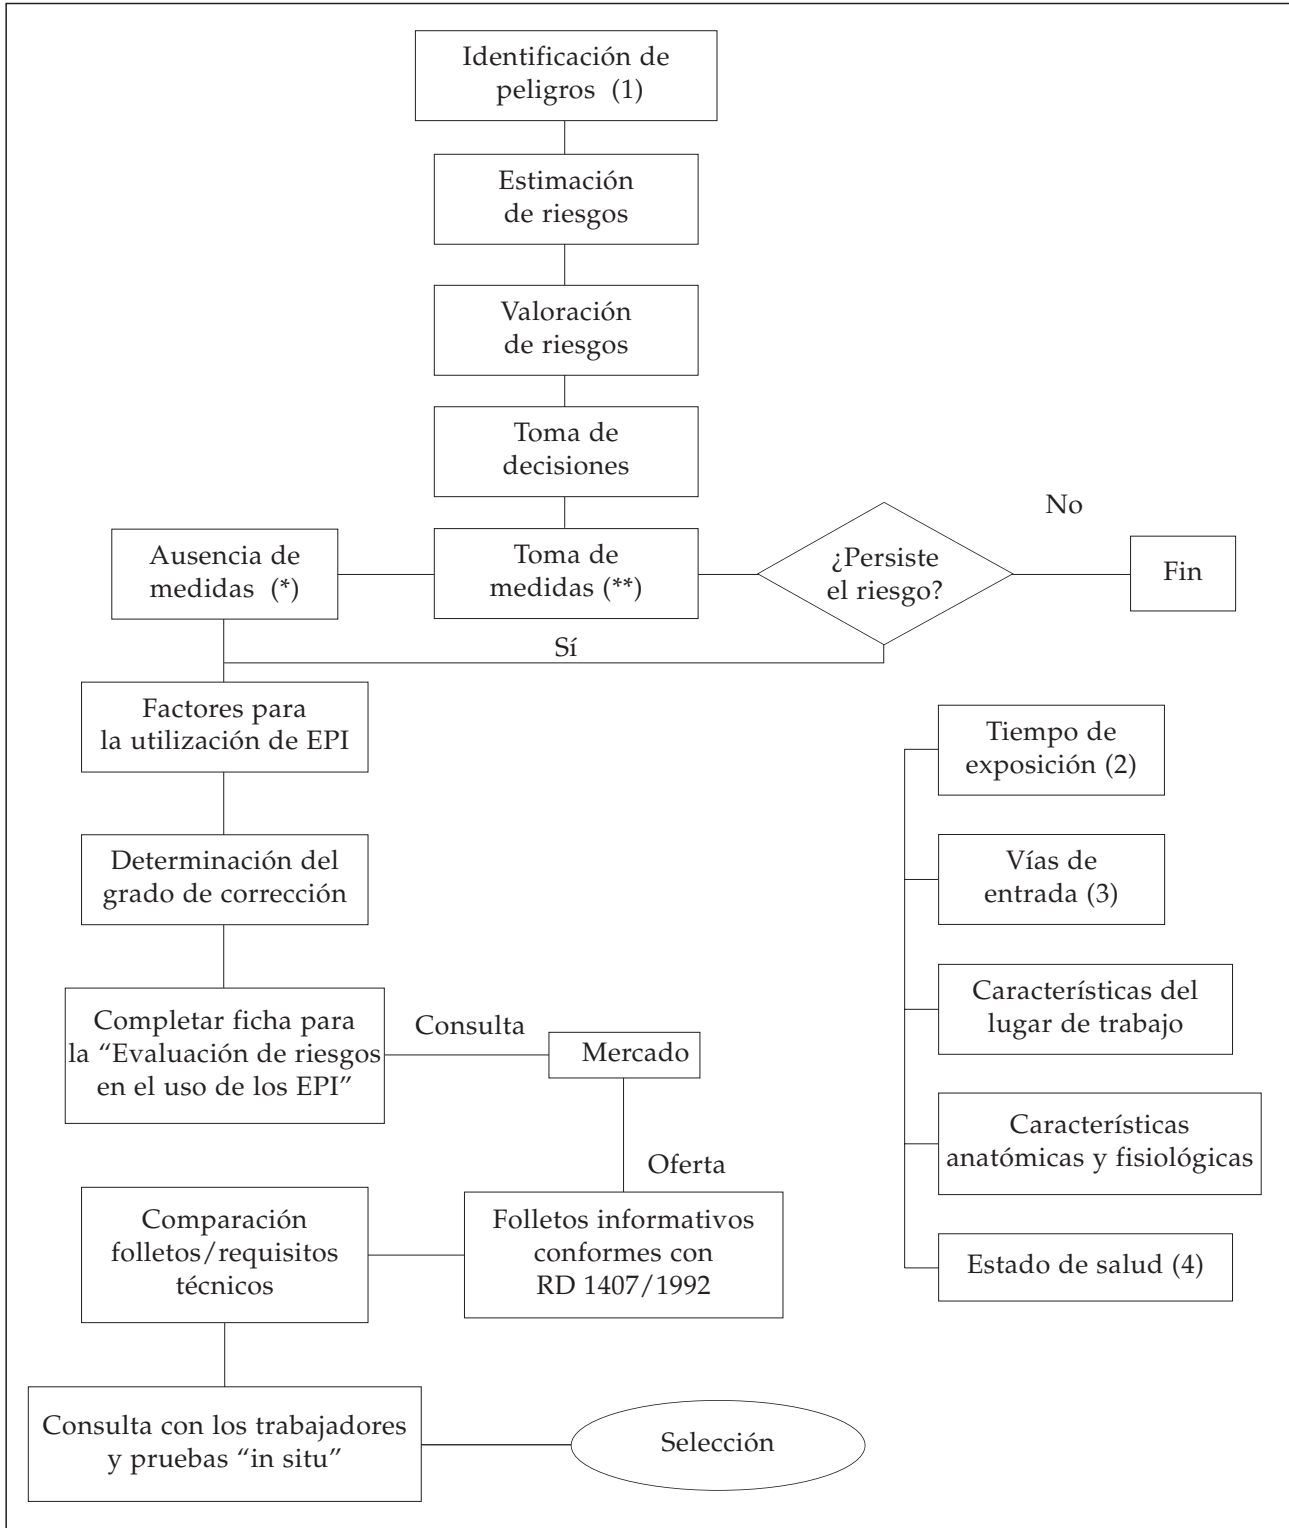 Identificación de
peligros (1)
Estimación
de riesgos
Valoración
de riesgos
Toma de
decisiones
Ausencia de
medidas (*)
Toma de
medidas (**)
¿Persiste
el riesgo?
No
Fin
Sí
Factores para
la utilización de EPI
Determinación del
grado de corrección
Completar ficha para
la “Evaluación de riesgos
en el uso de los EPI”
Consulta
Mercado
Oferta
Folletos informativos
conformes con
RD 1407/1992
Comparación
folletos/requisitos
técnicos
Consulta con los trabajadores
y pruebas “in situ”
Selección
Tiempo de
exposición (2)
Vías de
entrada (3)
Características del
lugar de trabajo
Características
anatómicas y fisiológicas
Estado de salud (4)